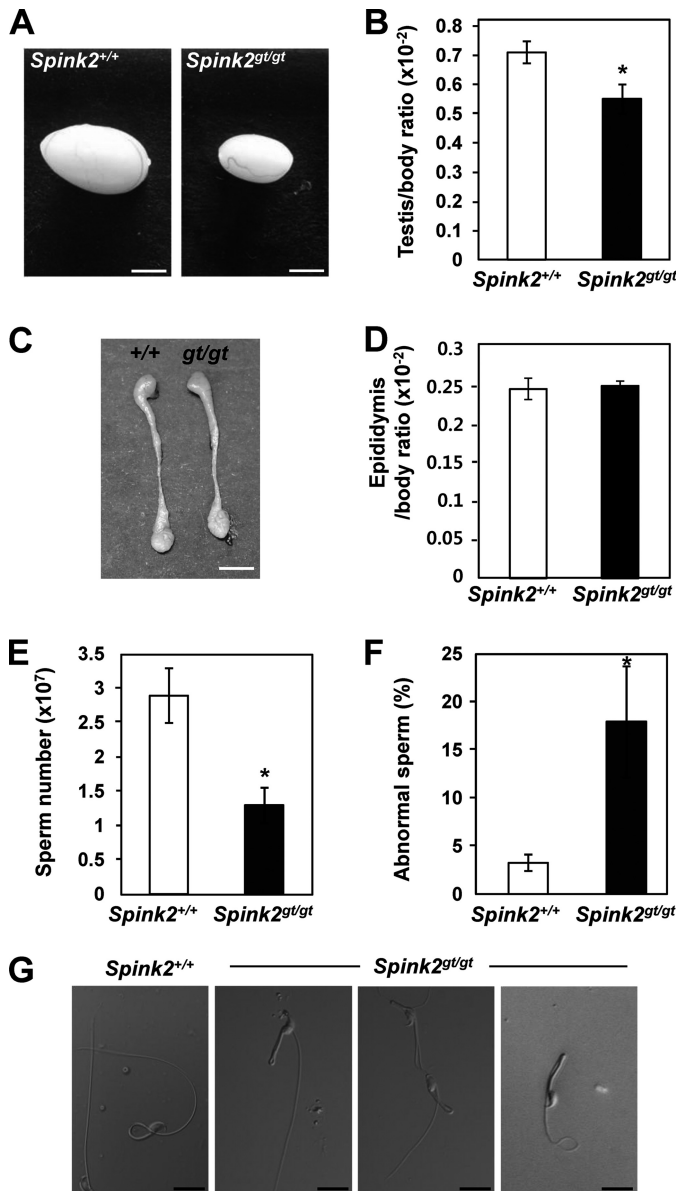 A
Spink2+/+
Spink2gt/gt
B
Testis/body ratio (x10-2)
0.8
0.7
0.6
0.5
0.4
0.3
0.2
0.1
0
*
Spink2+/+
Spink2gt/gt
C
+/+
gt/gt
D
Epididymis
/body ratio (x10-2)
0.3
0.25
0.2
0.15
0.1
0.05
0
Spink2+/+
Spink2gt/gt
E
Sperm number (x107)
3.5
3
2.5
2
1.5
1
0.5
0
*
Spink2+/+
Spink2gt/gt
F
Abnormal sperm (%)
25
20
15
10
5
0
*
Spink2+/+
Spink2gt/gt
G
Spink2+/+
Spink2gt/gt